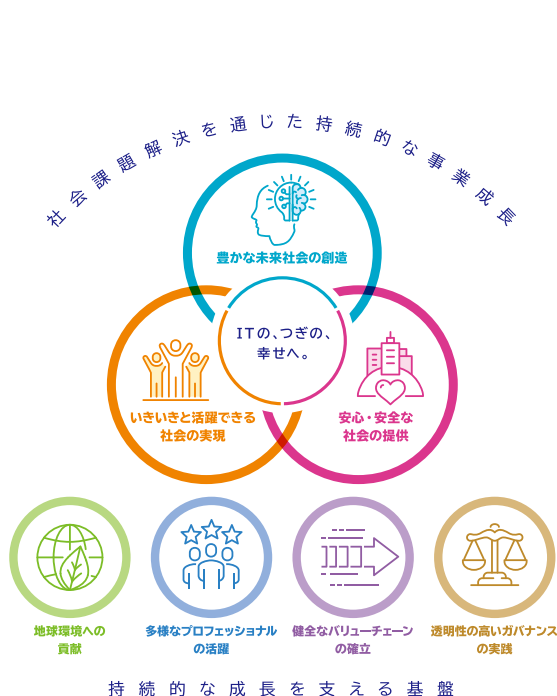 社会課題解決を通じた持続的な事業成長
豊かな未来社会の創造
ITの、つぎの、
幸せへ。
いきいきと活躍できる
社会の実現
安心・安全な
社会の提供
地球環境への
貢献
多様なプロフェッショナル
の活躍
健全なバリューチェーン
の確立
透明性の高いガバナンス
の実践
持続的な成長を支える基盤